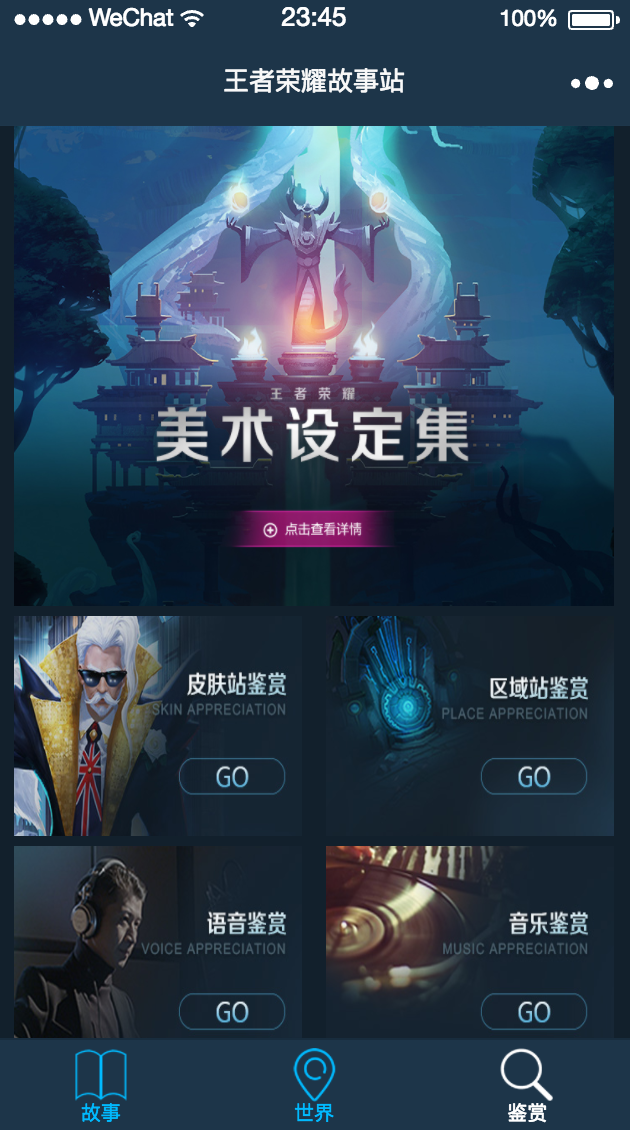 ●●●●● WeChat 23:45 100%
王者荣耀故事站
王者荣耀
美术设定集
点击查看详情
皮肤站鉴赏
SKIN APPRECIATION
GO
区域站鉴赏
PLACE APPRECIATION
GO
语音鉴赏
VOICE APPRECIATION
GO
音乐鉴赏
MUSIC APPRECIATION
GO
故事 世界 鉴赏